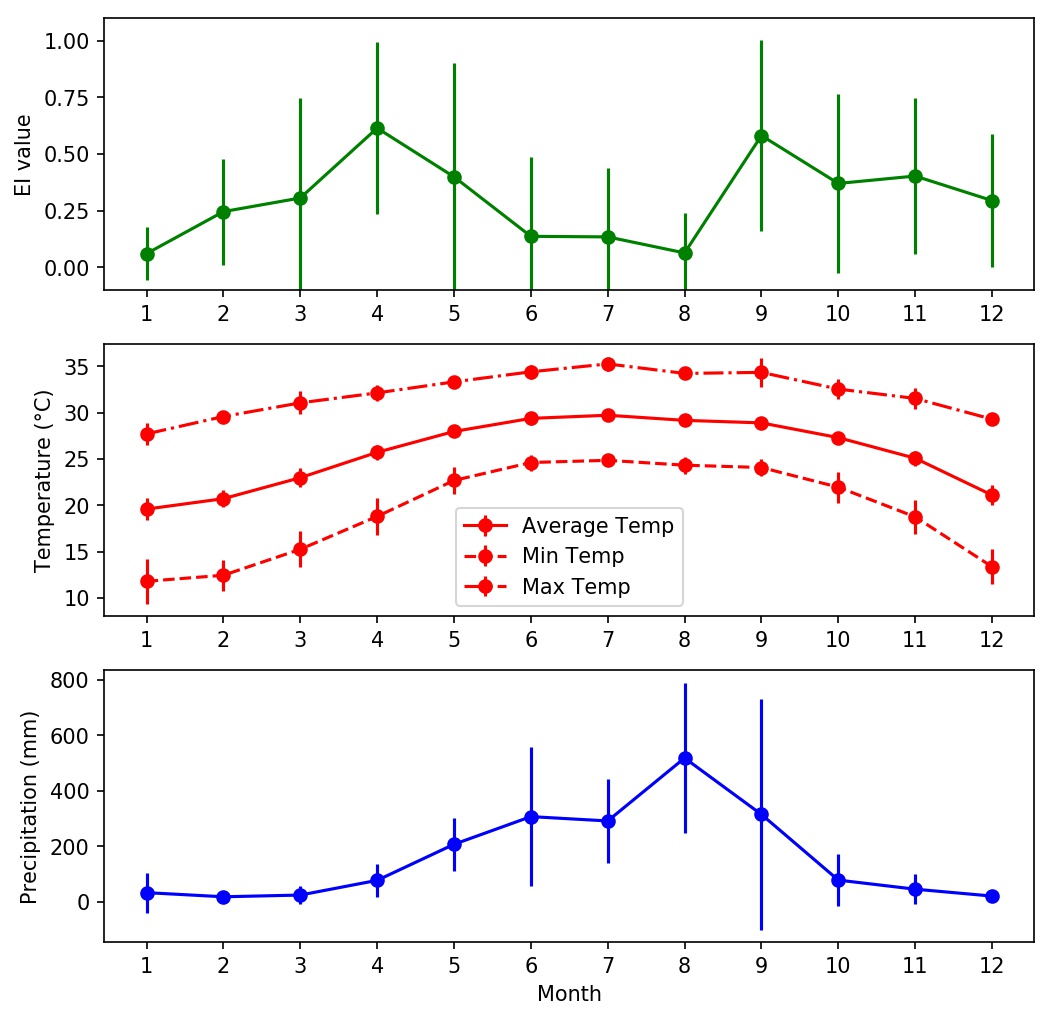 EI value
1.00
0.75
0.50
0.25
0.00
1 2 3 4 5 6 7 8 9 10 11 12
Temperature (°C)
35
30
25
20
15
10
Average Temp
Min Temp
Max Temp
1 2 3 4 5 6 7 8 9 10 11 12
Precipitation (mm)
800
600
400
200
0
1 2 3 4 5 6 7 8 9 10 11 12
Month